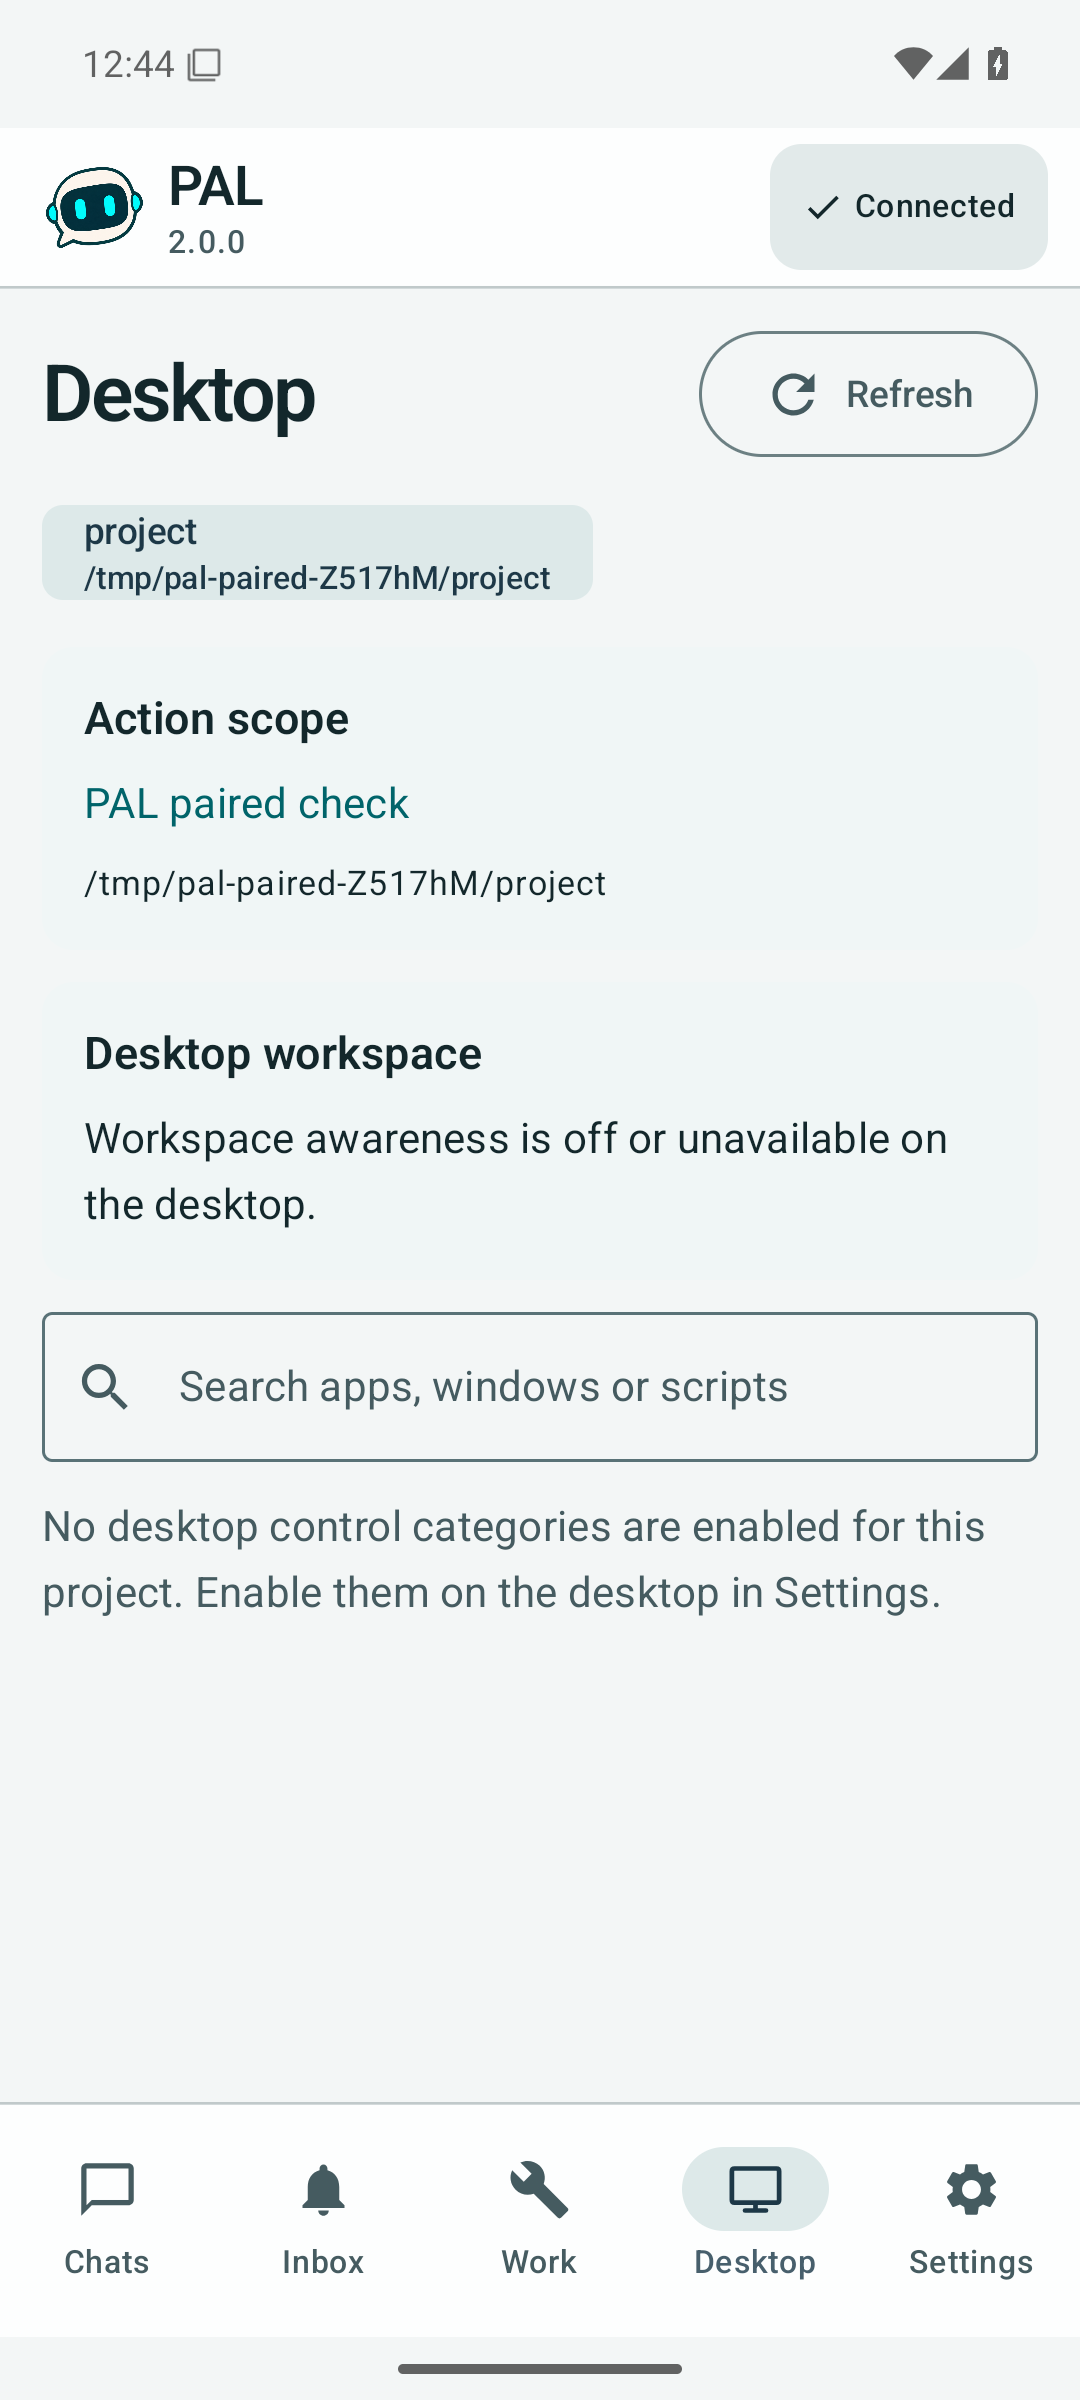 12:44
PAL
2.0.0
Connected
Desktop
Refresh
project
/tmp/pal-paired-Z517hM/project
Action scope
PAL paired check
/tmp/pal-paired-Z517hM/project
Desktop workspace
Workspace awareness is off or unavailable on
the desktop.
Search apps, windows or scripts
No desktop control categories are enabled for this
project. Enable them on the desktop in Settings.
Chats
Inbox
Work
Desktop
Settings